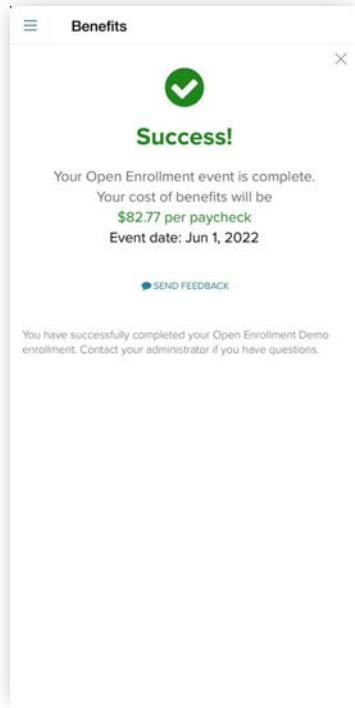 Benefits
Success!
Your Open Enrollment event is complete.
Your cost of benefits will be
$82.77 per paycheck
Event date: Jun 1, 2022
SEND FEEDBACK
You have successfully completed your Open Enrollment Demo
enrollment. Contact your administrator if you have questions.